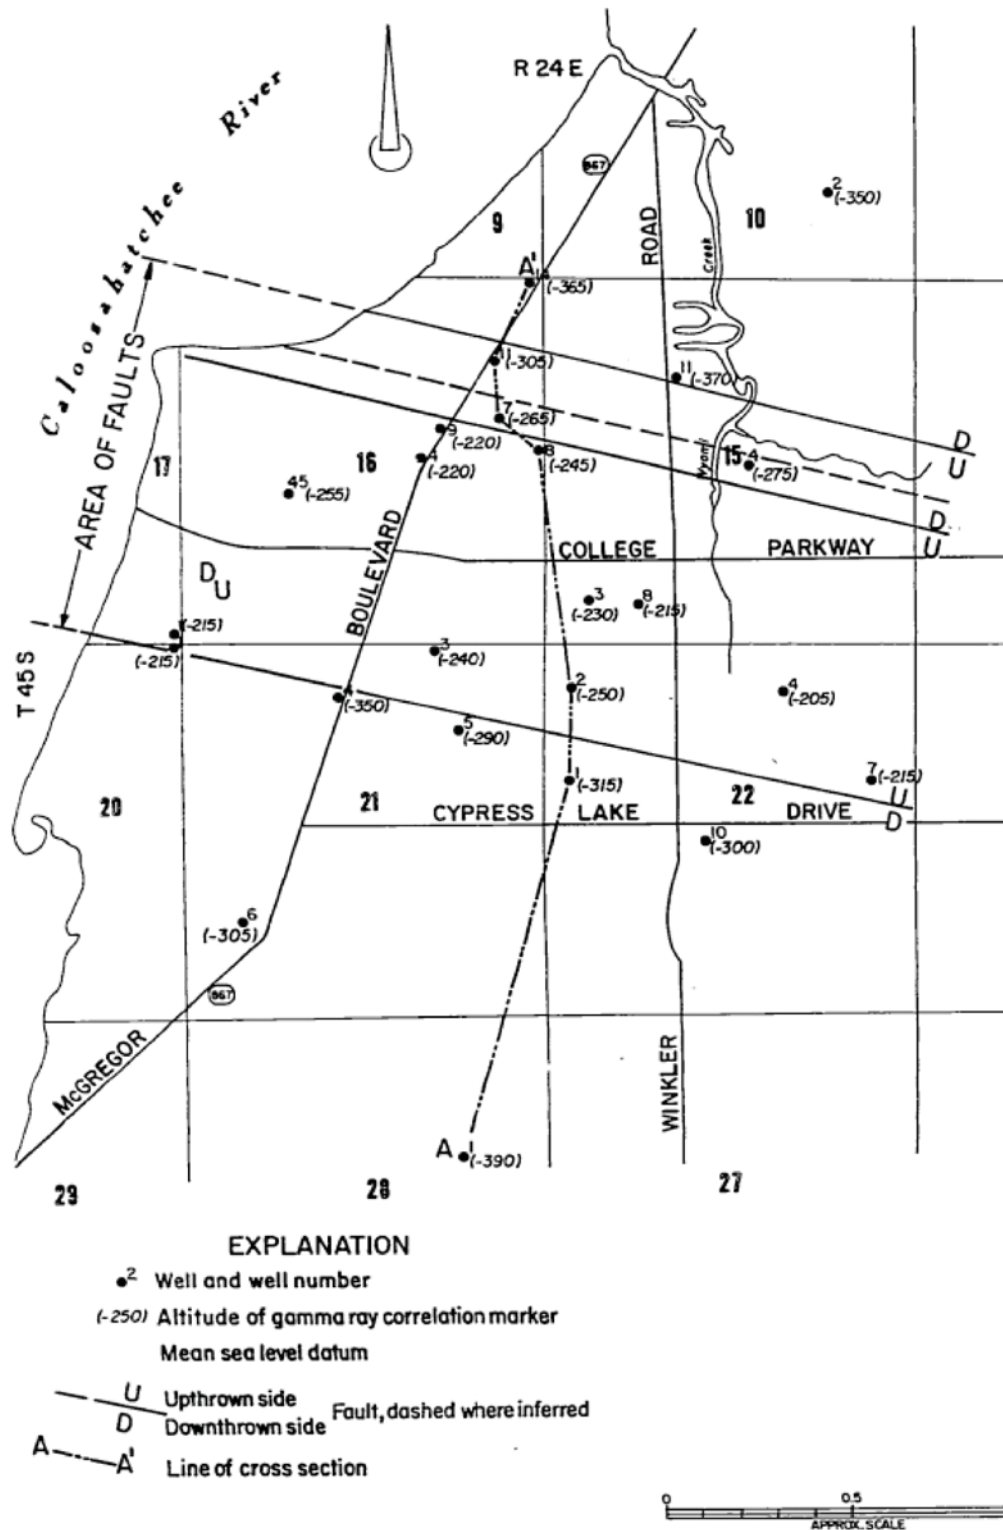 R 24 E
Caloosahatchee River
867
2
(-350)
9
10
ROAD
Creek
A'
(-365)
11
(-305)
11
(-370)
7
(-265)
9
(-220)
8
(-245)
D
U
AREA OF FAULTS
17
16
4
(-220)
15
4
(-275)
45
(-255)
D
U
BOULEVARD
COLLEGE PARKWAY
D
U
3
(-230)
8
(-215)
(-215)
(-215)
3
(-240)
T 45 S
2
(-250)
4
(-205)
(-350)
5
(-290)
1
(-315)
7
(-215)
U
D
20
21
22
CYPRESS LAKE DRIVE
10
(-300)
6
(-305)
867
McGREGOR
WINKLER
A
1
(-390)
29
28
27
EXPLANATION
2 Well and well number
(-250) Altitude of gamma ray correlation marker
Mean sea level datum
U Upthrown side
D Downthrown side
Fault, dashed where inferred
A A' Line of cross section
0 0.5
APPROX. SCALE